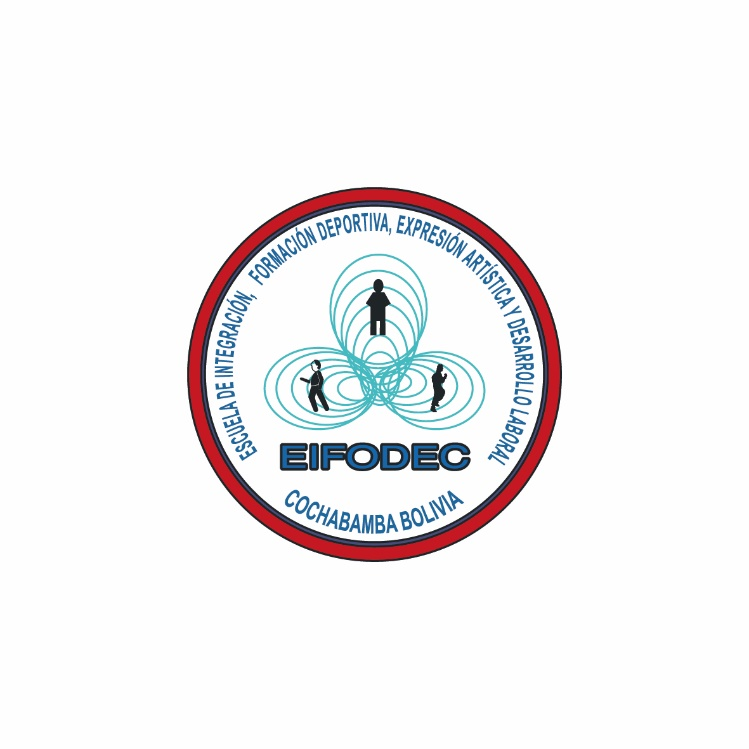 ESCUELA DE INTEGRACIÓN, FORMACIÓN DEPORTIVA, EXPRESIÓN ARTÍSTICA Y DESARROLLO LABORAL
EIFODEC
COCHABAMBA BOLIVIA